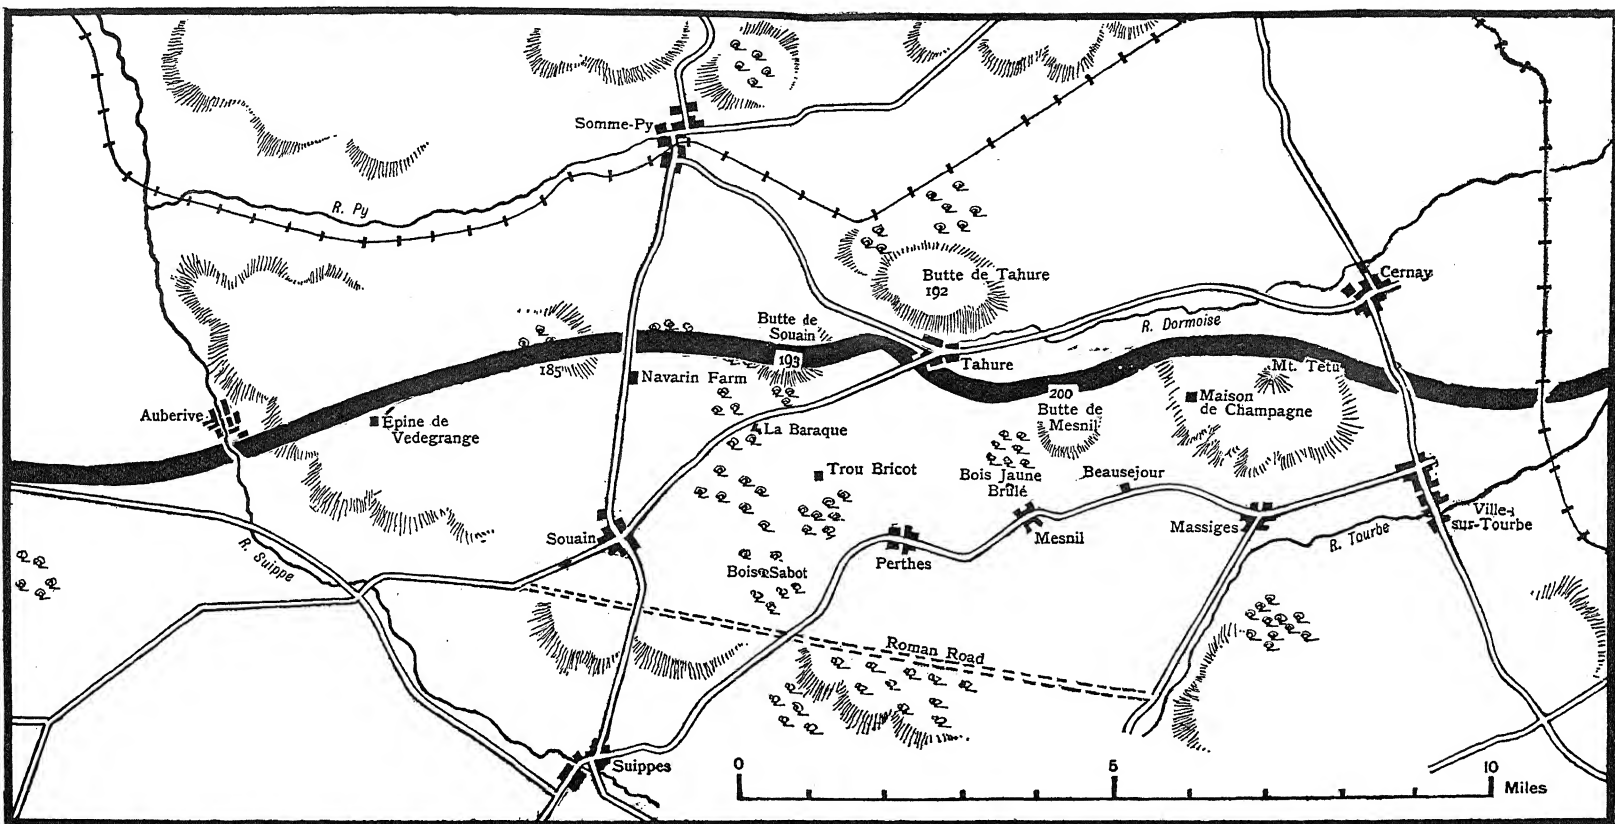 Somme-Py
R. Py
Butte de Tahure
192
Cernay
Butte de
Souain
R. Dormoise
193
185
Navarin Farm
Tahure
Mt. Tetu
200
Maison
de Champagne
Auberive
Épine de
Vedegrange
Butte de
Mesnil
La Baraque
Trou Bricot
Bois Jaune
Brûlé
Beausejour
Souain
Perthes
Mesnil
Massiges
Ville-
sur-Tourbe
R. Tourbe
R. Suippe
Bois Sabot
Roman Road
Suippes
0 5 10
Miles